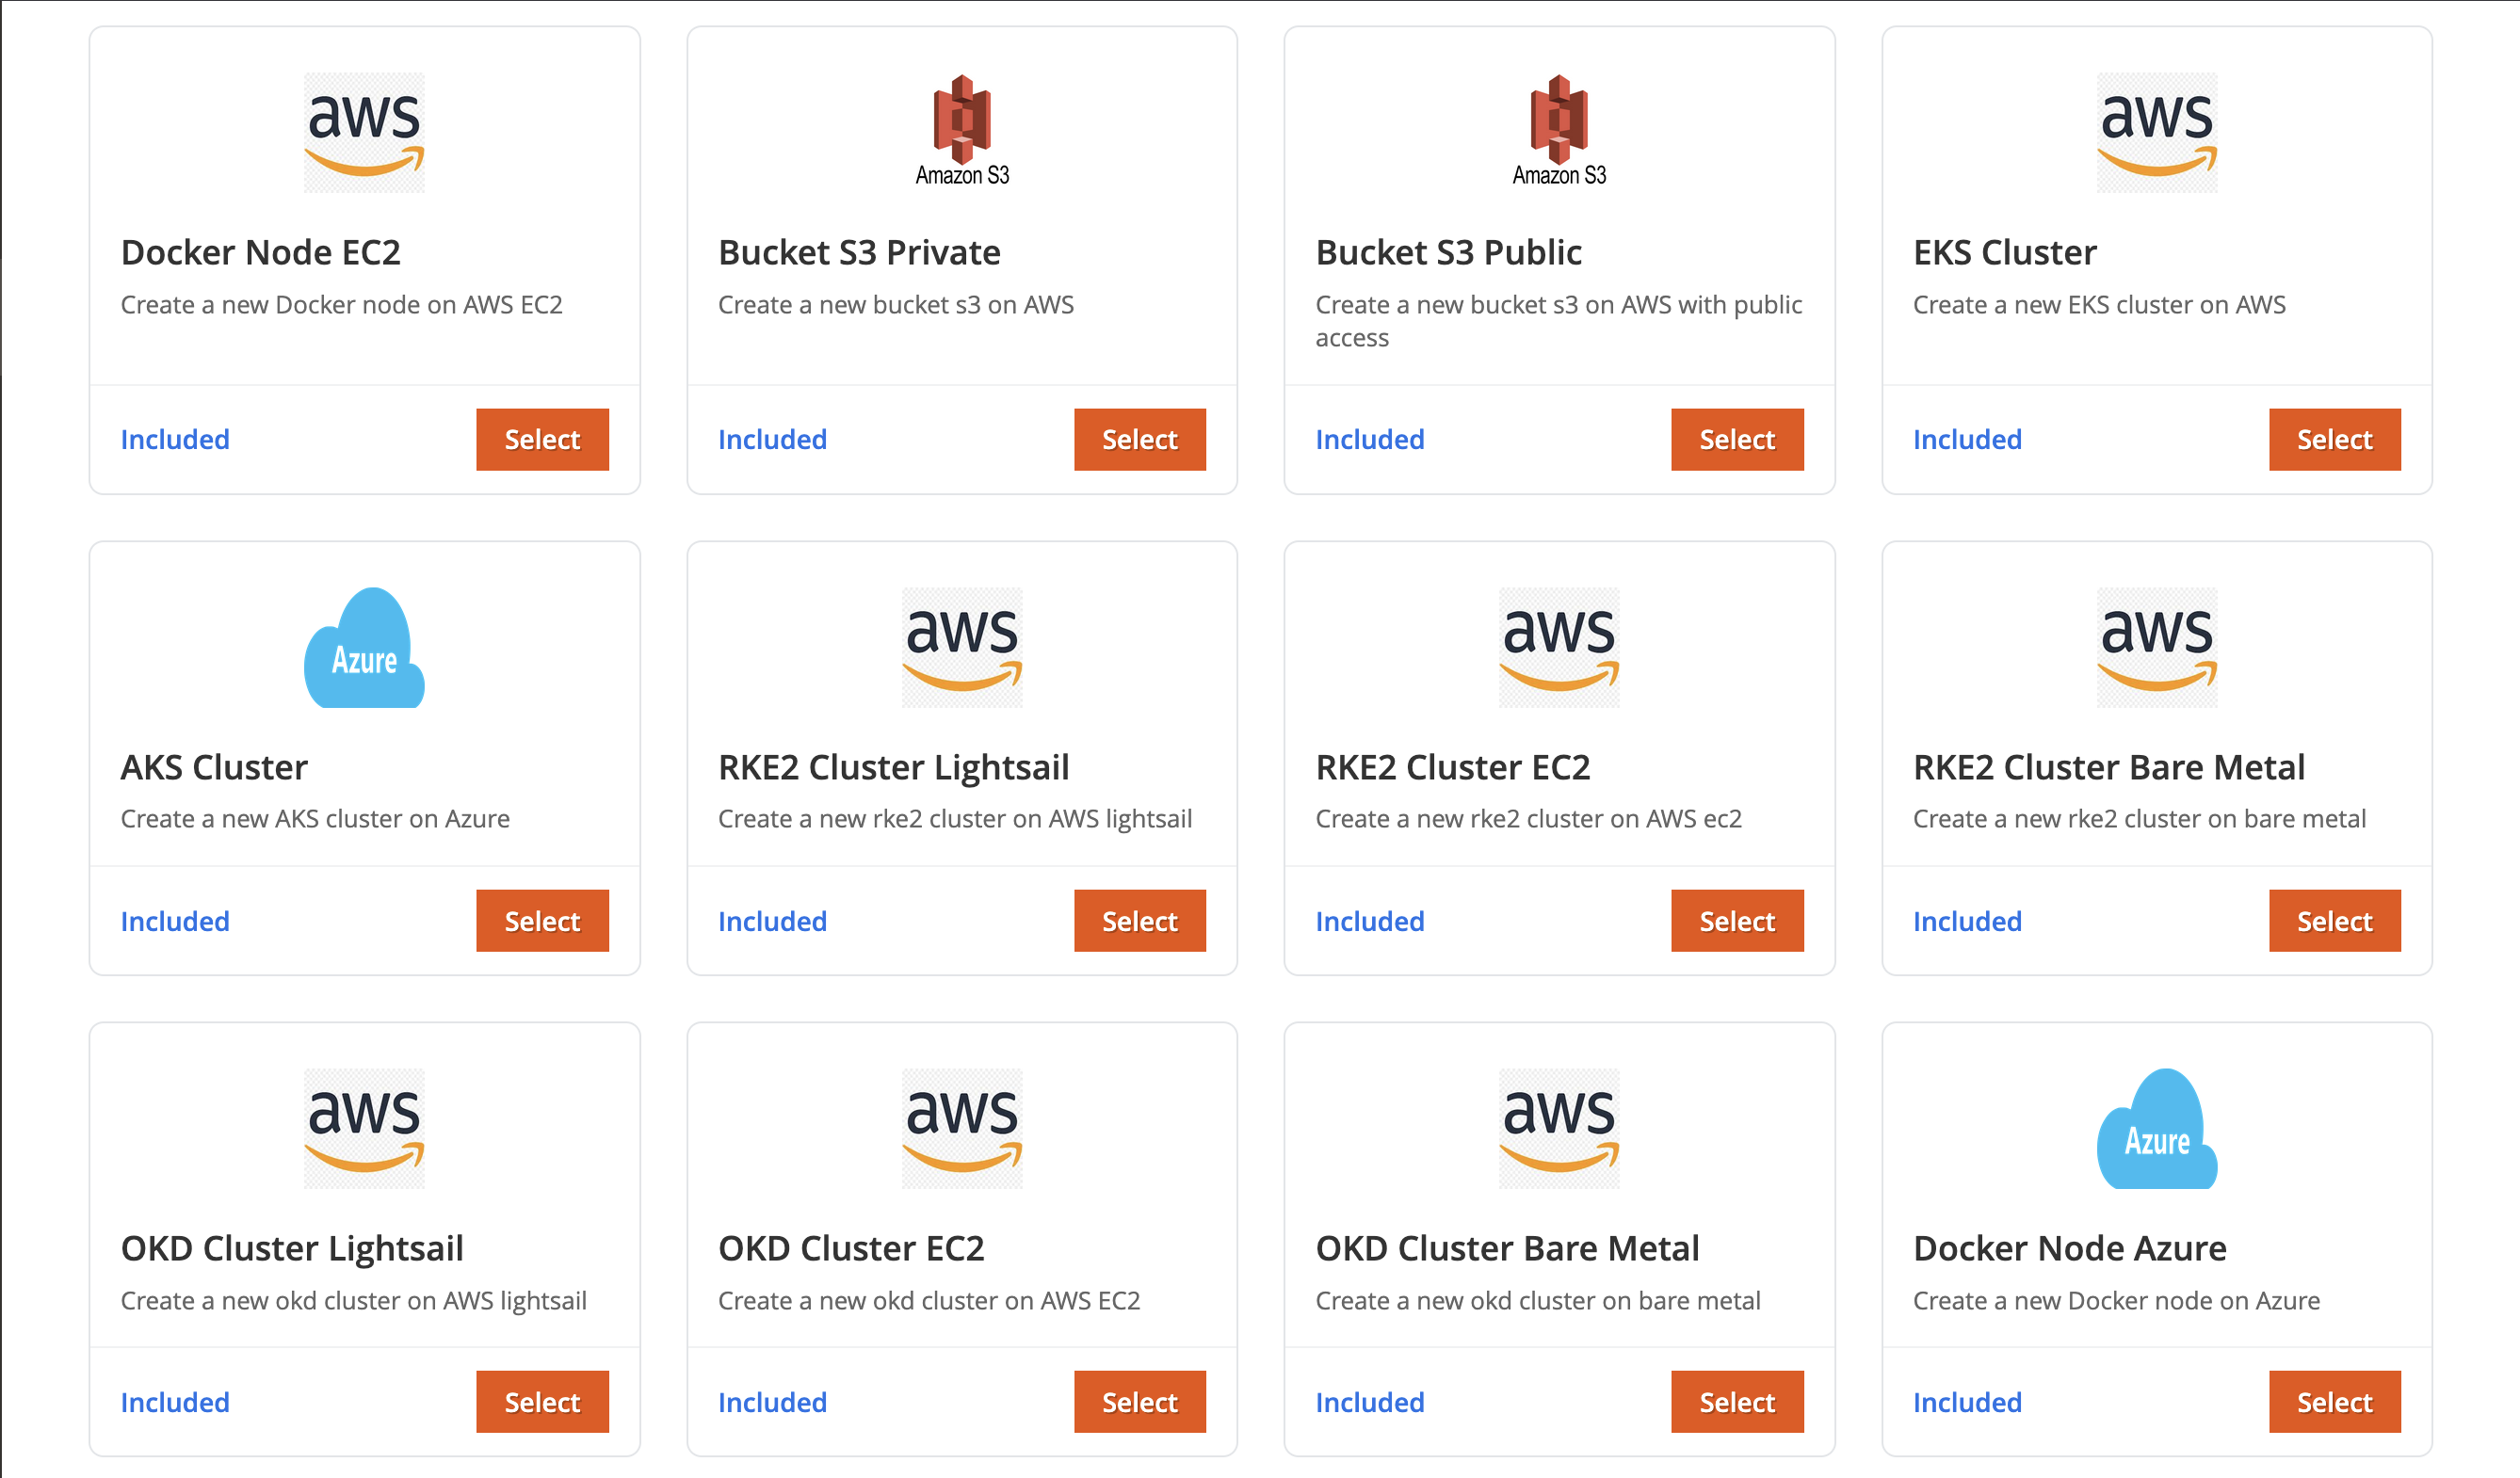 aws
Docker Node EC2
Create a new Docker node on AWS EC2
Included
Select
Amazon S3
Bucket S3 Private
Create a new bucket s3 on AWS
Included
Select
Amazon S3
Bucket S3 Public
Create a new bucket s3 on AWS with public
access
Included
Select
aws
EKS Cluster
Create a new EKS cluster on AWS
Included
Select
Azure
AKS Cluster
Create a new AKS cluster on Azure
Included
Select
aws
RKE2 Cluster Lightsail
Create a new rke2 cluster on AWS lightsail
Included
Select
aws
RKE2 Cluster EC2
Create a new rke2 cluster on AWS ec2
Included
Select
aws
RKE2 Cluster Bare Metal
Create a new rke2 cluster on bare metal
Included
Select
aws
OKD Cluster Lightsail
Create a new okd cluster on AWS lightsail
Included
Select
aws
OKD Cluster EC2
Create a new okd cluster on AWS EC2
Included
Select
aws
OKD Cluster Bare Metal
Create a new okd cluster on bare metal
Included
Select
Azure
Docker Node Azure
Create a new Docker node on Azure
Included
Select